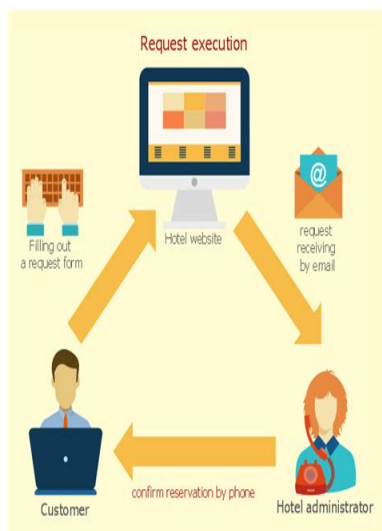 Request execution
@
Filling out
a request form
Hotel website
request
receiving
by email
Customer
confirm reservation by phone
Hotel administrator